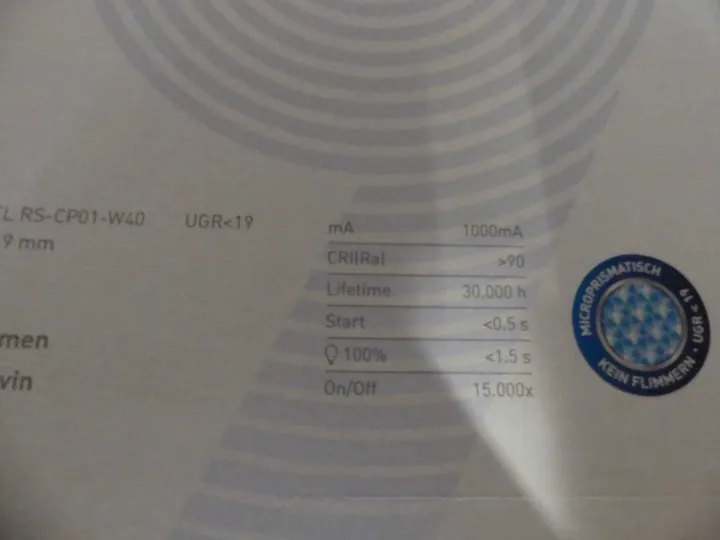 RS-CP01-W40 UGR<19
9 mm
mA 1000mA
CRI(Ra) >90
Lifetime 30.000 h
Start <0.5 s
100% <1.5 s
On/Off 15.000x
men
vin
MICROPRISMATISCH
UGR < 19
KEIN FLIMMERN